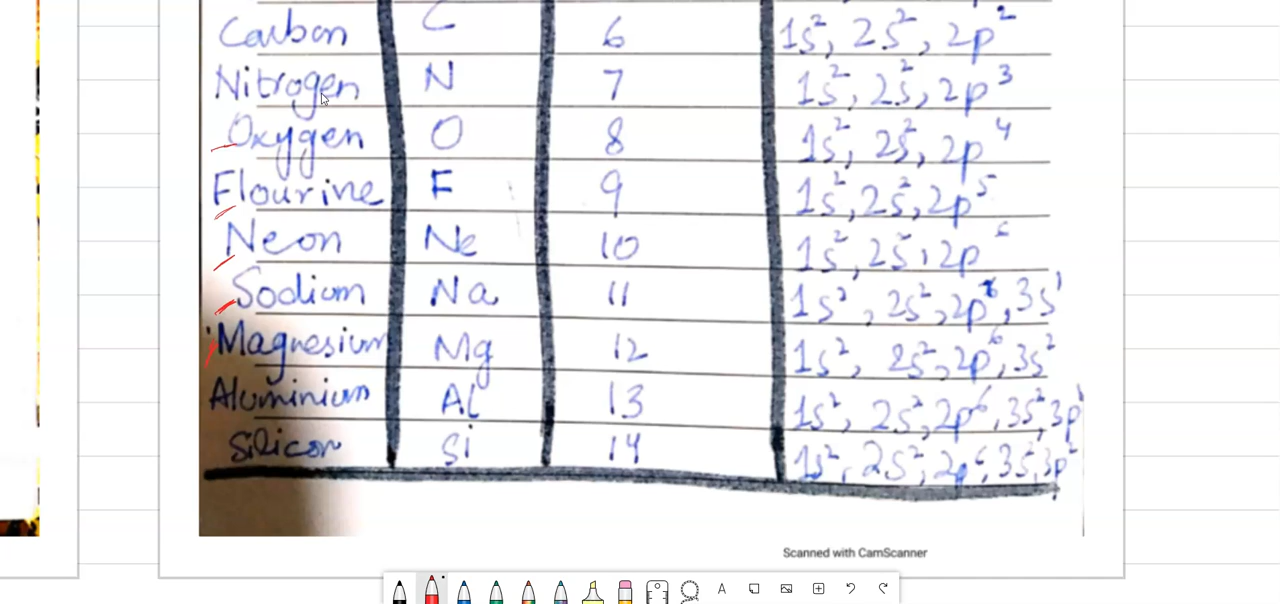 Carbon C 6 1s², 2s², 2p²
Nitrogen N 7 1s², 2s², 2p³
Oxygen O 8 1s², 2s², 2p⁴
Flourine F 9 1s², 2s², 2p⁵
Neon Ne 10 1s², 2s², 2p⁶
Sodium Na 11 1s², 2s², 2p⁶, 3s¹
Magnesium Mg 12 1s², 2s², 2p⁶, 3s²
Aluminium Al 13 1s², 2s², 2p⁶, 3s², 3p¹
Silicon Si 14 1s², 2s², 2p⁶, 3s², 3p²
Scanned with CamScanner
A